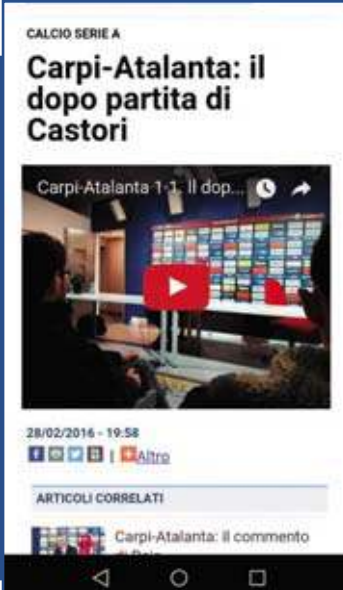 CALCIO SERIE A
Carpi-Atalanta: il
dopo partita di
Castori
Carpi-Atalanta 1-1. Il dop...
28/02/2016 - 19:58
| Altro
ARTICOLI CORRELATI
Carpi-Atalanta: il commento